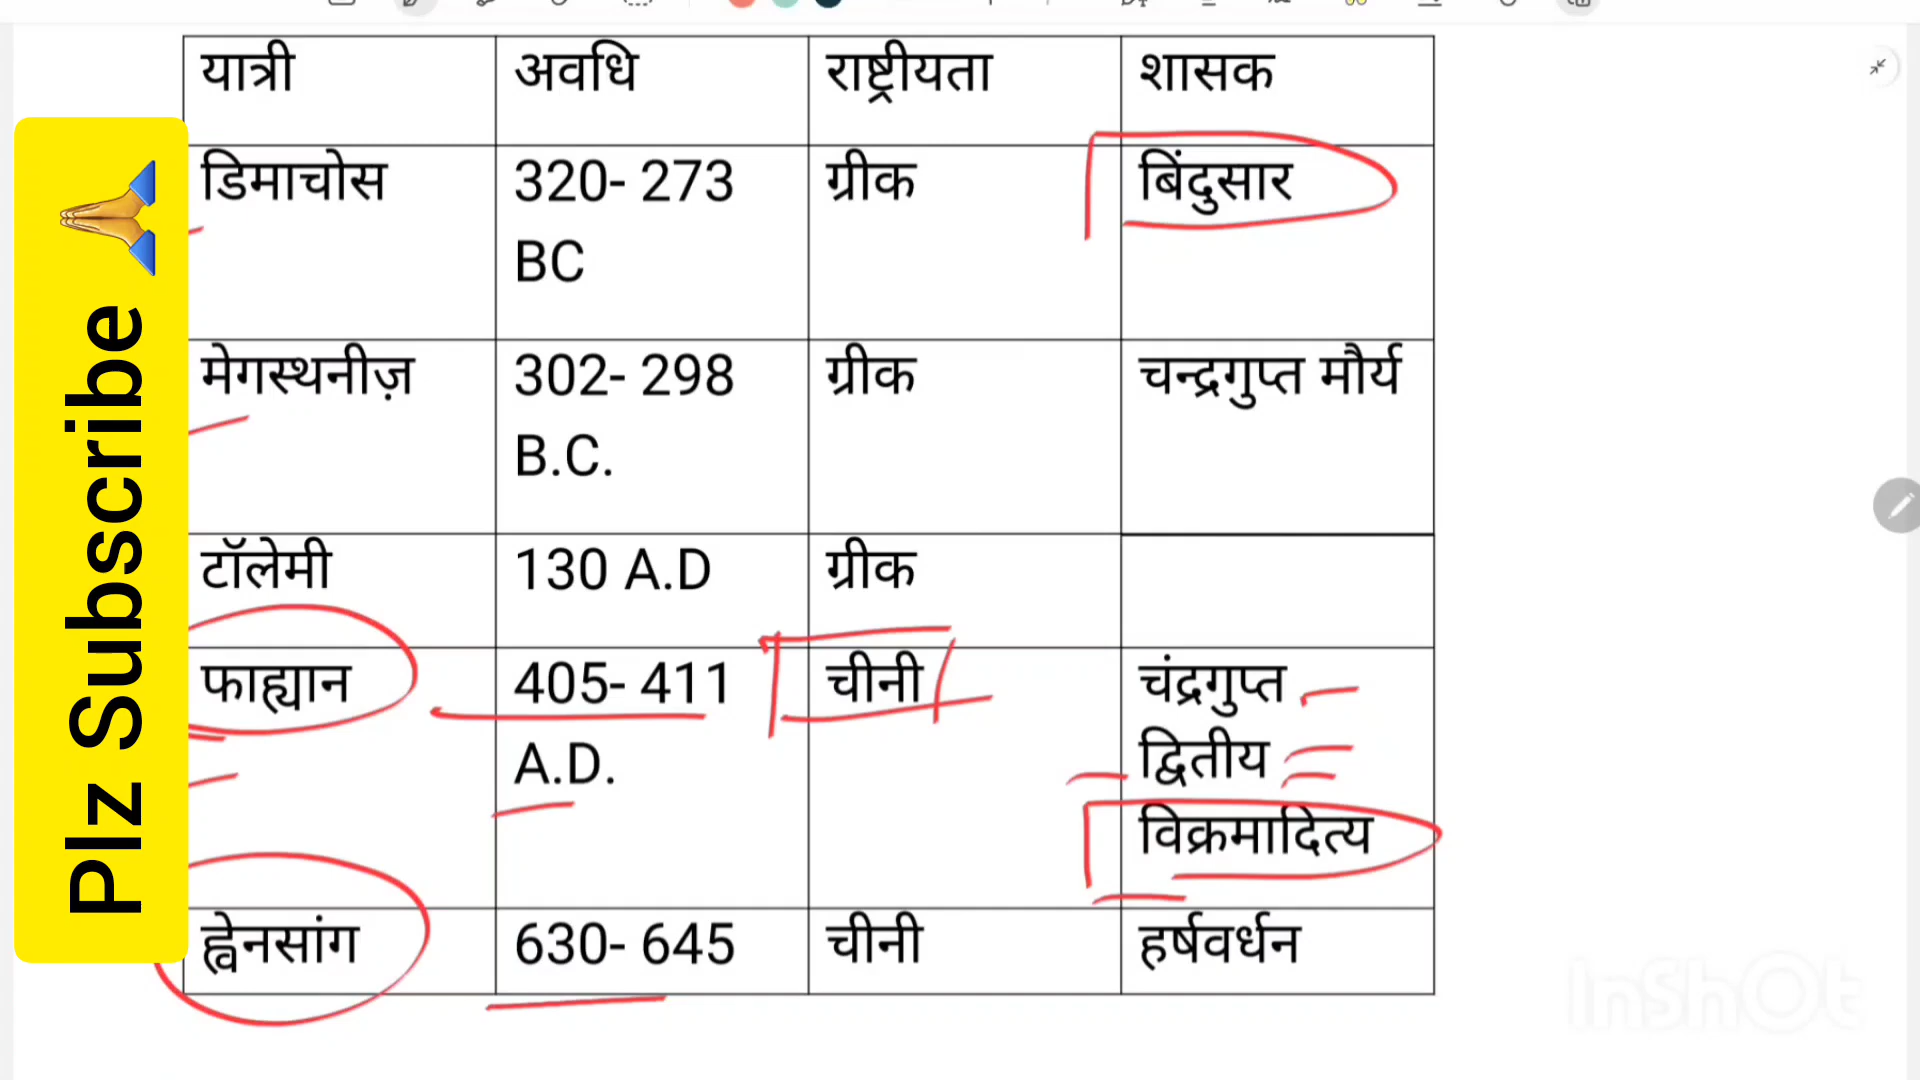 यात्री अवधि राष्ट्रीयता शासक
डिमाचोस 320- 273 ग्रीक बिंदुसार
BC
मेगस्थनीज़ 302- 298 ग्रीक चन्द्रगुप्त मौर्य
B.C.
टॉलेमी 130 A.D ग्रीक
फाह्यान 405- 411 चीनी चंद्रगुप्त
A.D. द्वितीय
विक्रमादित्य
ह्वेनसांग 630- 645 चीनी हर्षवर्धन
Plz Subscribe 🙏
InShOt